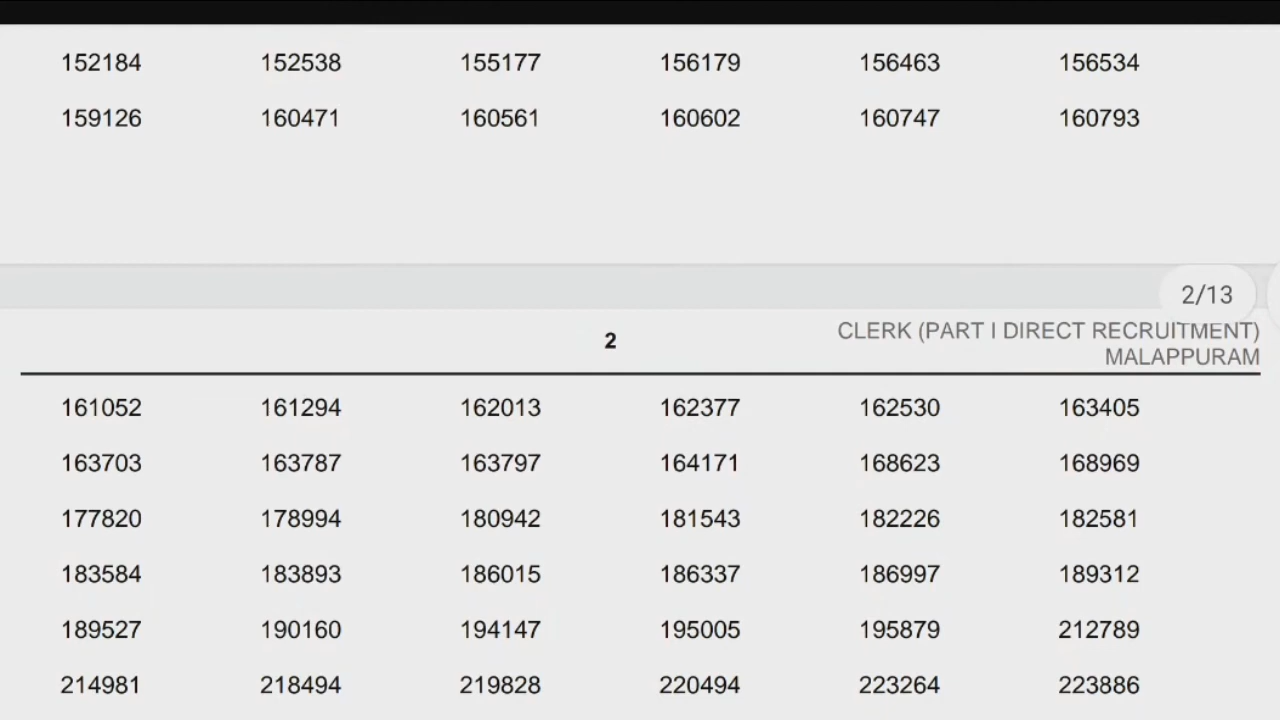 152184 152538 155177 156179 156463 156534
159126 160471 160561 160602 160747 160793
2/13
2 CLERK (PART I DIRECT RECRUITMENT)
MALAPPURAM
161052 161294 162013 162377 162530 163405
163703 163787 163797 164171 168623 168969
177820 178994 180942 181543 182226 182581
183584 183893 186015 186337 186997 189312
189527 190160 194147 195005 195879 212789
214981 218494 219828 220494 223264 223886